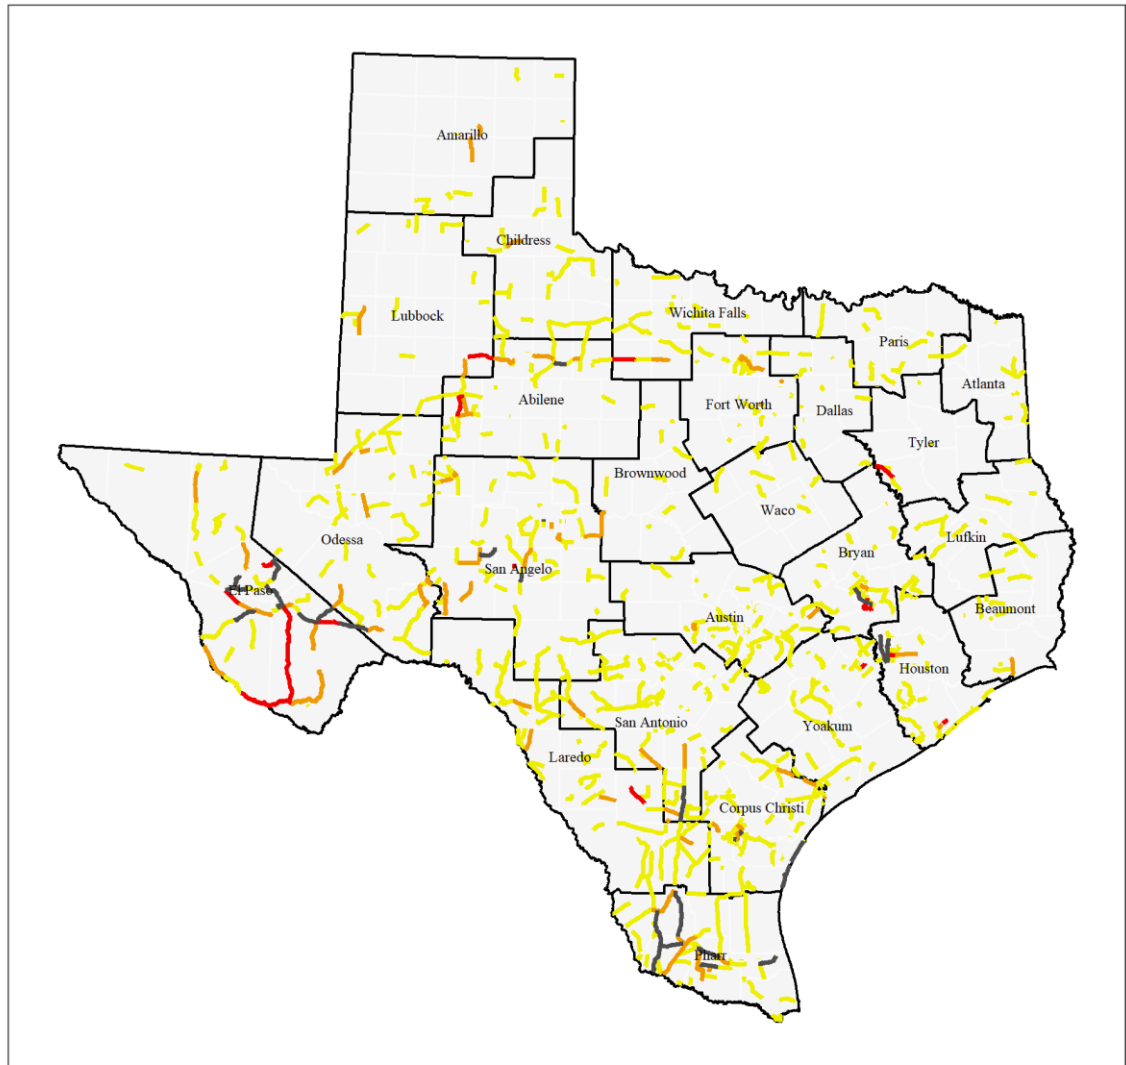 Amarillo
Childress
Wichita Falls
Lubbock
Paris
Atlanta
Abilene
Fort Worth
Dallas
Tyler
Brownwood
Waco
Odessa
Lufkin
Bryan
San Angelo
El Paso
Beaumont
Austin
Houston
San Antonio
Yoakum
Laredo
Corpus Christi
Pharr